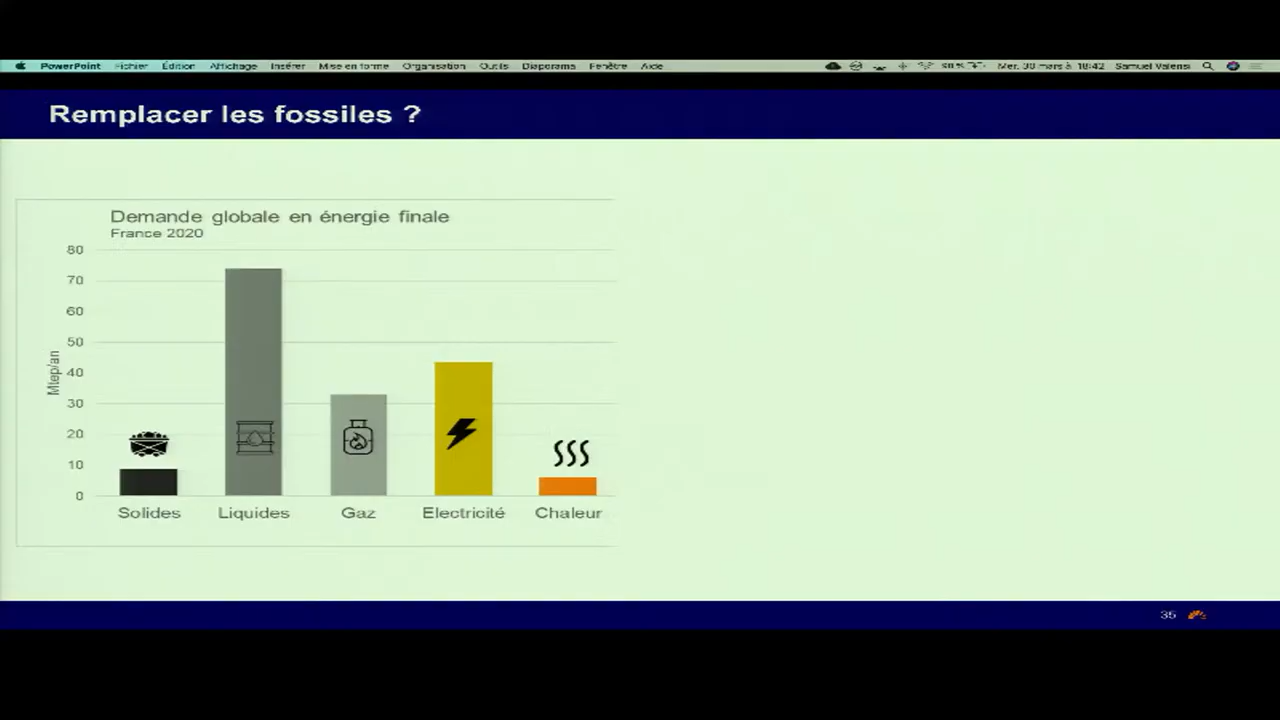 PowerPoint Fichier Édition Affichage Insérer Mise en forme Organisation Outils Diaporama Fenêtre Aide
Mer. 30 mars à 18:42 Samuel Valensi
Remplacer les fossiles ?
Demande globale en énergie finale
France 2020
80
70
60
50
40
30
20
10
0
Mtep/an
Solides Liquides Gaz Electricité Chaleur
35